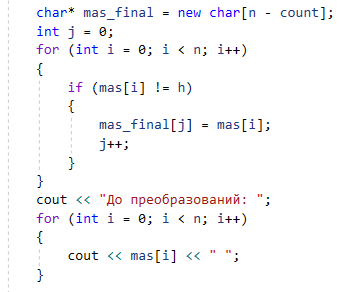 char* mas_final = new char[n - count];
int j = 0;
for (int i = 0; i < n; i++)
{
if (mas[i] != h)
{
mas_final[j] = mas[i];
j++;
}
}
cout << "До преобразований: ";
for (int i = 0; i < n; i++)
{
cout << mas[i] << " ";
}